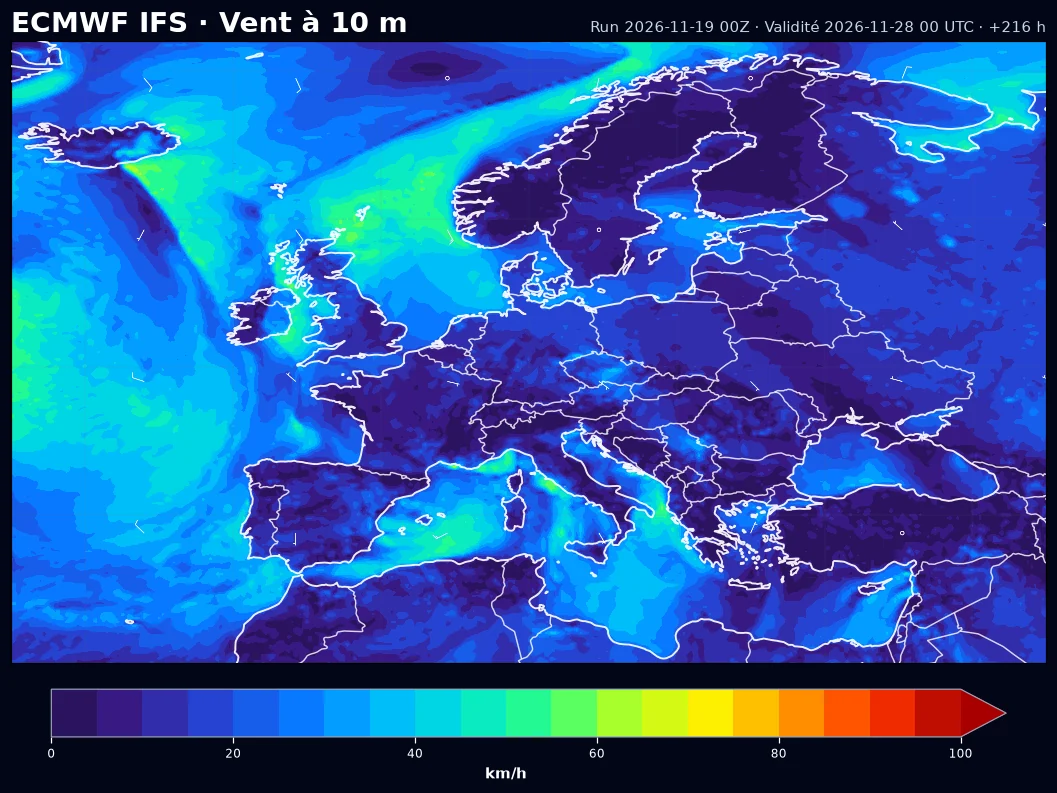 ECMWF IFS · Vent à 10 m
Run 2026-11-19 00Z · Validité 2026-11-28 00 UTC · +216 h
0 20 40 60 80 100
km/h